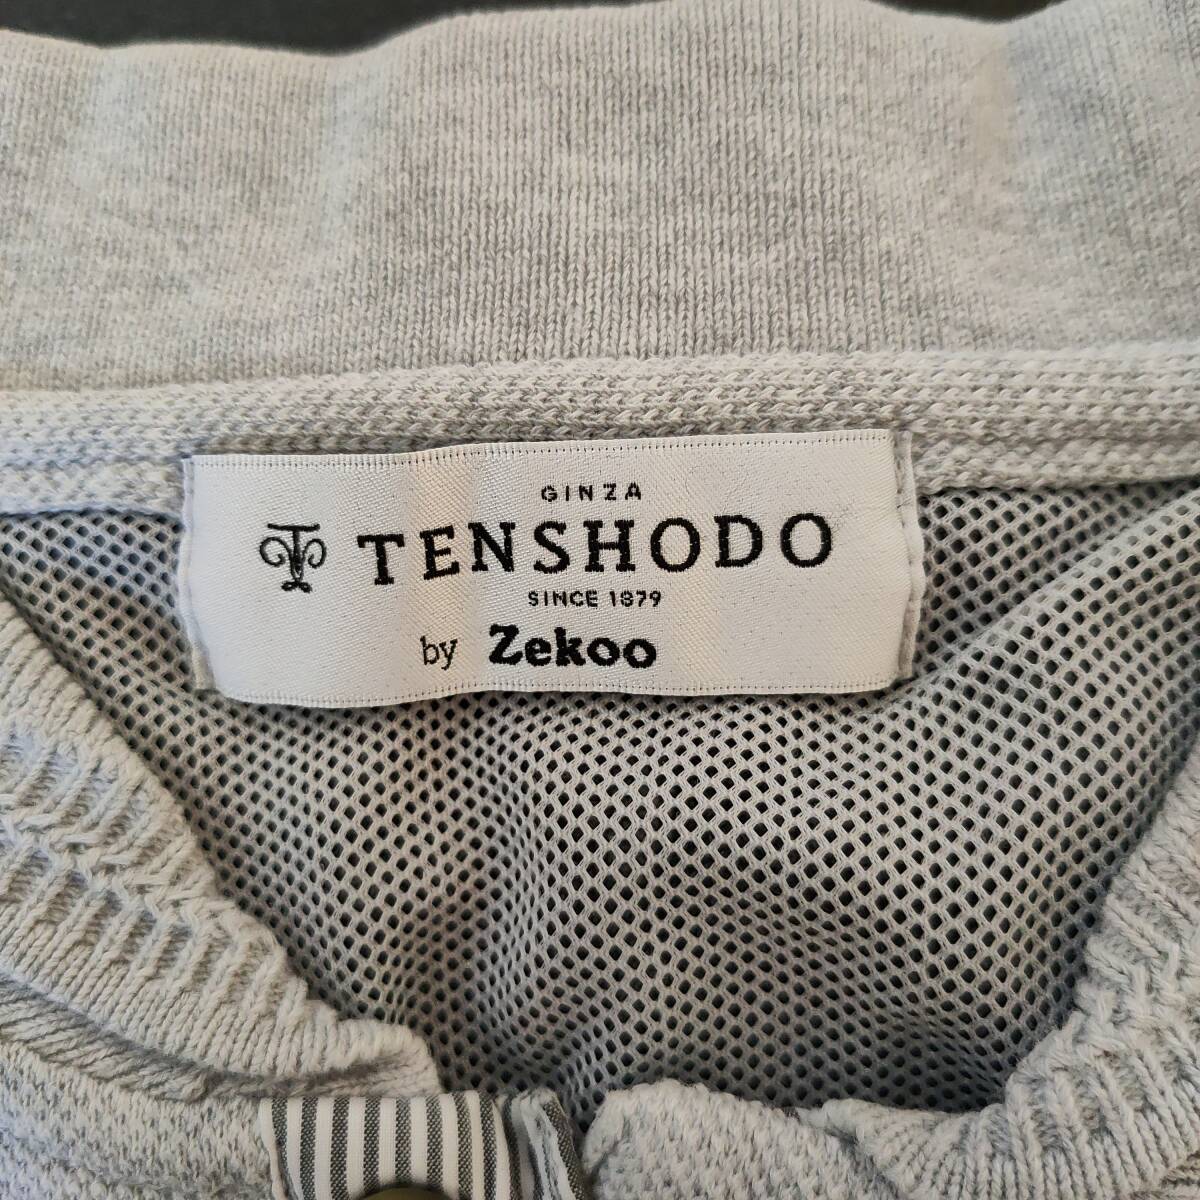 GINZA
TENSHODO
SINCE 1879
by Zekoo